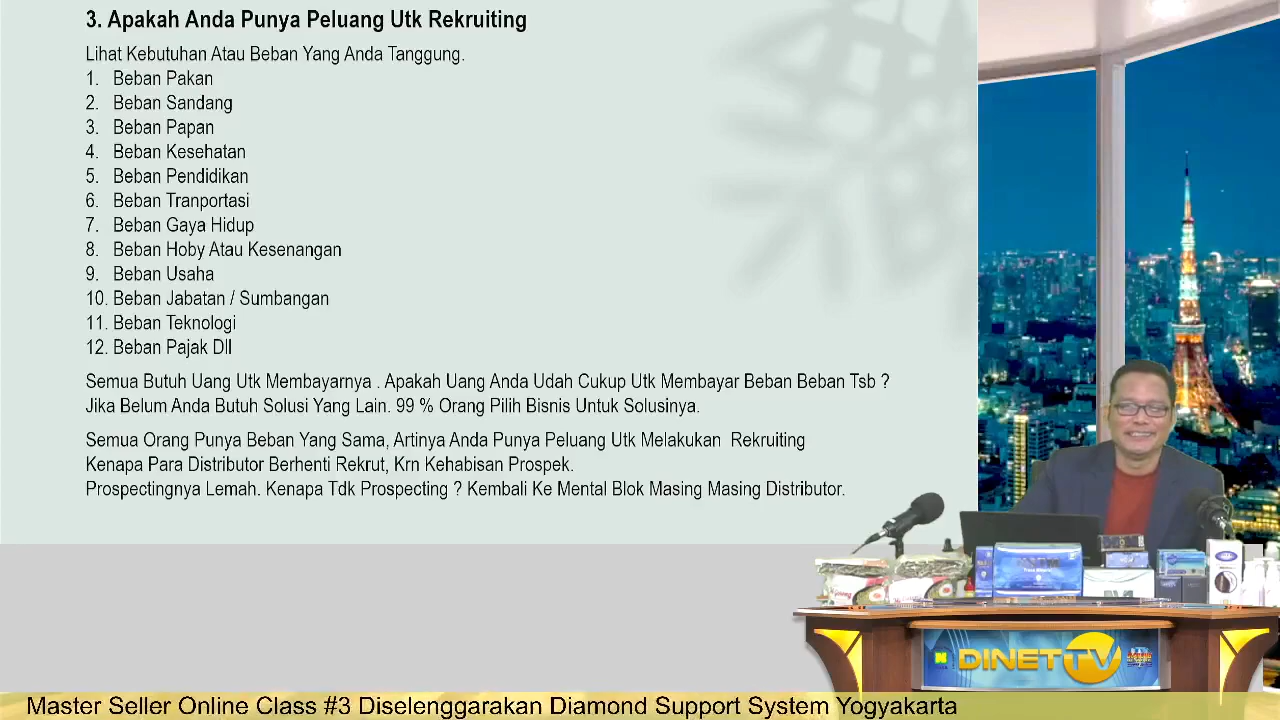 3. Apakah Anda Punya Peluang Utk Rekruiting
Lihat Kebutuhan Atau Beban Yang Anda Tanggung.
1. Beban Pakan
2. Beban Sandang
3. Beban Papan
4. Beban Kesehatan
5. Beban Pendidikan
6. Beban Tranportasi
7. Beban Gaya Hidup
8. Beban Hoby Atau Kesenangan
9. Beban Usaha
10. Beban Jabatan / Sumbangan
11. Beban Teknologi
12. Beban Pajak Dll
Semua Butuh Uang Utk Membayarnya . Apakah Uang Anda Udah Cukup Utk Membayar Beban Beban Tsb ?
Jika Belum Anda Butuh Solusi Yang Lain. 99 % Orang Pilih Bisnis Untuk Solusinya.
Semua Orang Punya Beban Yang Sama, Artinya Anda Punya Peluang Utk Melakukan Rekruiting
Kenapa Para Distributor Berhenti Rekrut, Krn Kehabisan Prospek.
Prospectingnya Lemah. Kenapa Tdk Prospecting ? Kembali Ke Mental Blok Masing Masing Distributor.
DINET TV
Master Seller Online Class #3 Diselenggarakan Diamond Support System Yogyakarta